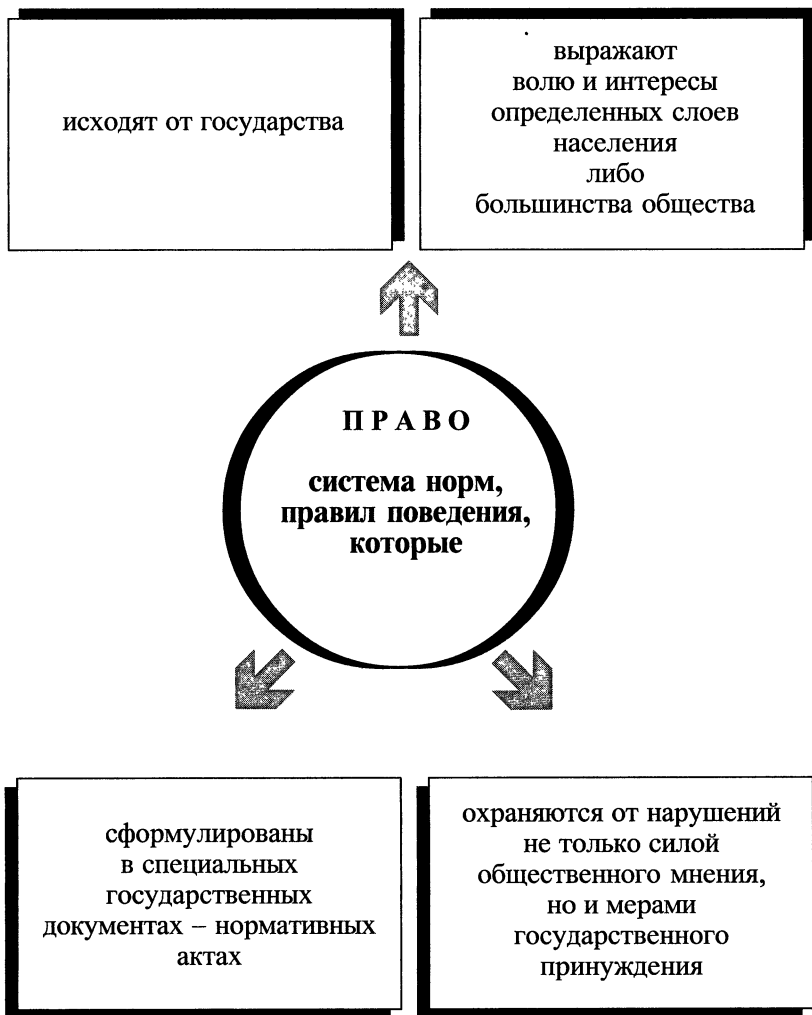 исходят от государства
выражают
волю и интересы
определенных слоев
населения
либо
большинства общества
ПРАВО
система норм,
правил поведения,
которые
сформулированы
в специальных
государственных
документах – нормативных
актах
охраняются от нарушений
не только силой
общественного мнения,
но и мерами
государственного
принуждения